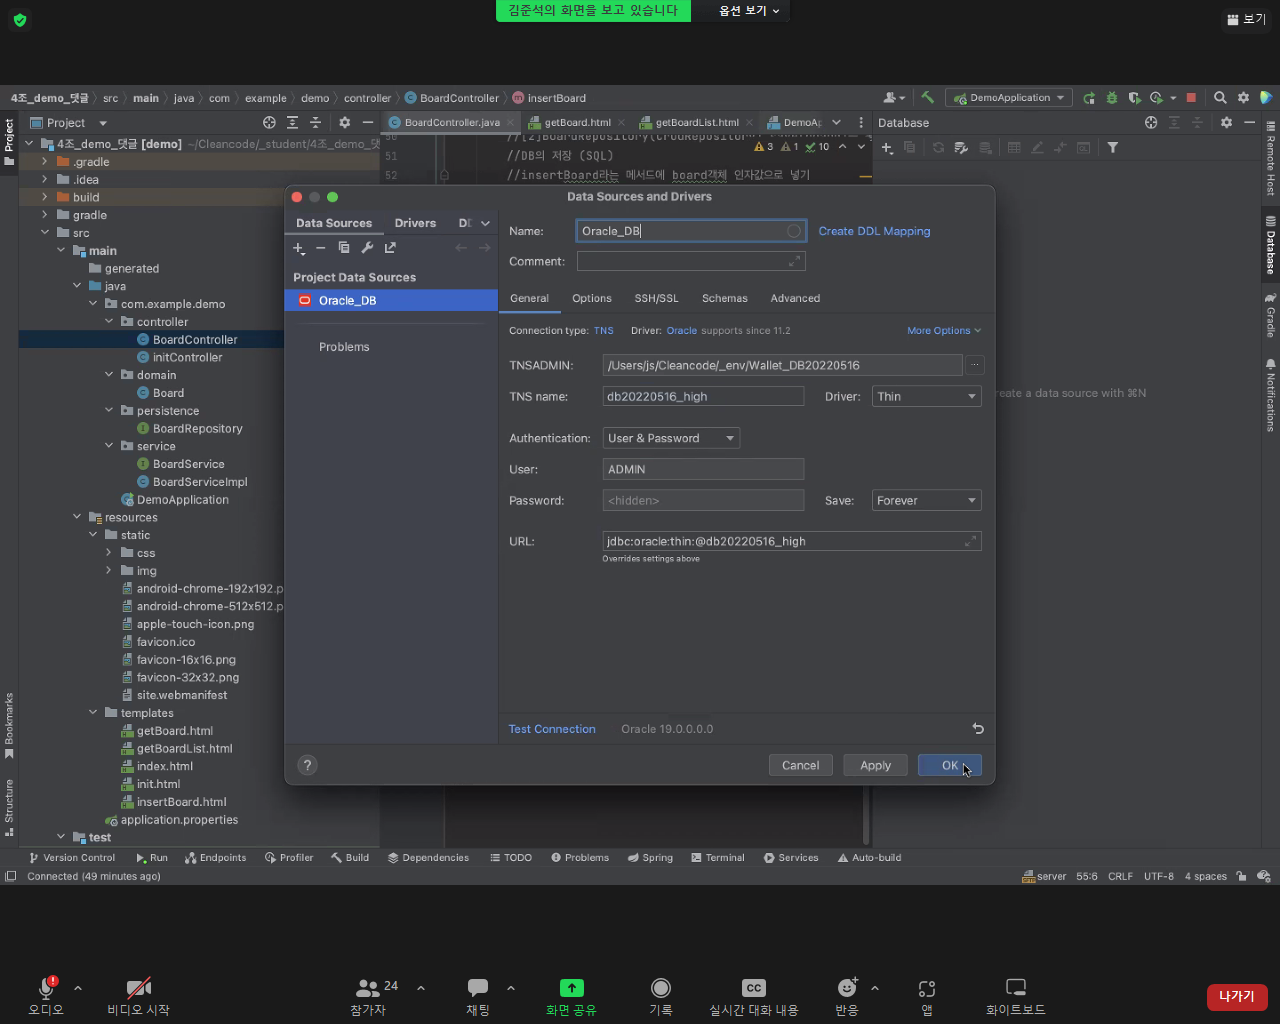 김준석의 화면을 보고 있습니다 옵션 보기
보기
4조_demo_댓글 src main java com example demo controller BoardController insertBoard
DemoApplication
Project
BoardController.java getBoard.html getBoardList.html DemoAp
Database
4조_demo_댓글 [demo] ~/Cleancode/_student/4조_demo_댓
.gradle
.idea
build
gradle
src
main
generated
java
com.example.demo
controller
BoardController
initController
domain
Board
persistence
BoardRepository
service
BoardService
BoardServiceImpl
DemoApplication
resources
static
css
img
android-chrome-192x192.p
android-chrome-512x512.p
apple-touch-icon.png
favicon.ico
favicon-16x16.png
favicon-32x32.png
site.webmanifest
templates
getBoard.html
getBoardList.html
index.html
init.html
insertBoard.html
application.properties
test
3 1 10
51 //DB의 저장 (SQL)
52 //insertBoard라는 메서드에 board객체 인자값으로 넣기
Data Sources and Drivers
Data Sources Drivers
Project Data Sources
Oracle_DB
Problems
Name: Oracle_DB Create DDL Mapping
Comment:
General Options SSH/SSL Schemas Advanced
Connection type: TNS Driver: Oracle supports since 11.2 More Options
TNSADMIN: /Users/js/Cleancode/_env/Wallet_DB20220516
TNS name: db20220516_high Driver: Thin
Authentication: User & Password
User: ADMIN
Password: <hidden> Save: Forever
URL: jdbc:oracle:thin:@db20220516_high
Overrides settings above
Test Connection Oracle 19.0.0.0.0
? Cancel Apply OK
reate a data source with ⌘N
Project
Bookmarks
Structure
Remote Host
Database
Gradle
Notifications
Version Control Run Endpoints Profiler Build Dependencies TODO Problems Spring Terminal Services Auto-build
Connected (49 minutes ago) server 55:6 CRLF UTF-8 4 spaces
24
오디오 비디오 시작 참가자 채팅 화면 공유 기록 실시간 대화 내용 반응 앱 화이트보드 나가기